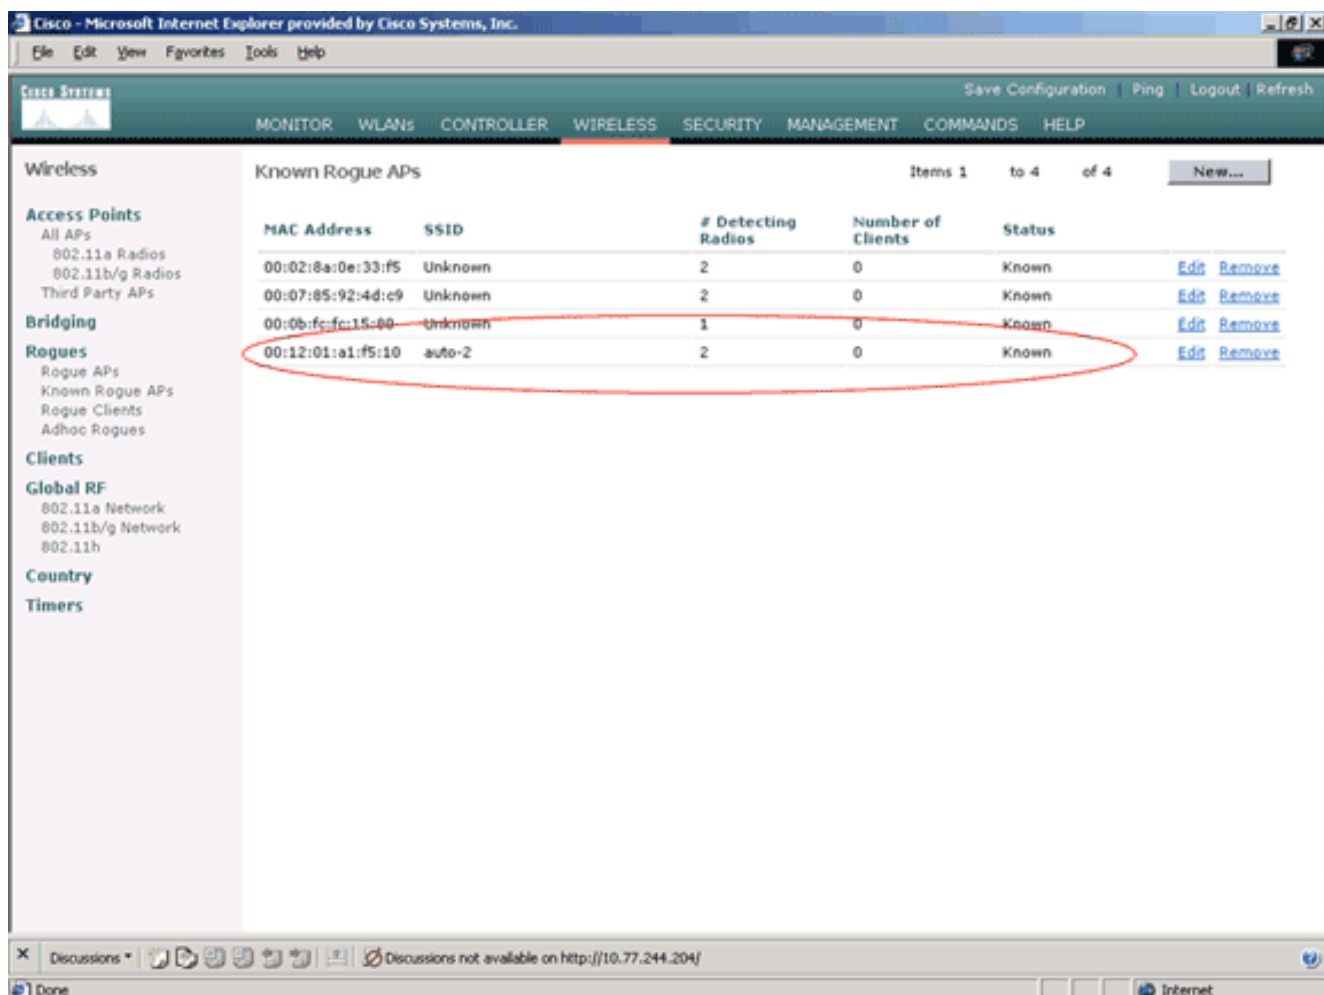 Cisco - Microsoft Internet Explorer provided by Cisco Systems, Inc.
File Edit View Favorites Tools Help
CISCO SYSTEMS
Save Configuration | Ping | Logout | Refresh
MONITOR WLANs CONTROLLER WIRELESS SECURITY MANAGEMENT COMMANDS HELP
Wireless
Access Points
All APs
802.11a Radios
802.11b/g Radios
Third Party APs
Bridging
Rogues
Rogue APs
Known Rogue APs
Rogue Clients
Adhoc Rogues
Clients
Global RF
802.11a Network
802.11b/g Network
802.11h
Country
Timers
Known Rogue APs Items 1 to 4 of 4 New...
MAC Address SSID # Detecting Radios Number of Clients Status
00:02:8a:0e:33:f5 Unknown 2 0 Known Edit Remove
00:07:85:92:4d:c9 Unknown 2 0 Known Edit Remove
00:0b:fc:fc:15:80 Unknown 1 0 Known Edit Remove
00:12:01:a1:f5:10 auto-2 2 0 Known Edit Remove
Discussions Discussions not available on http://10.77.244.204/
Done Internet